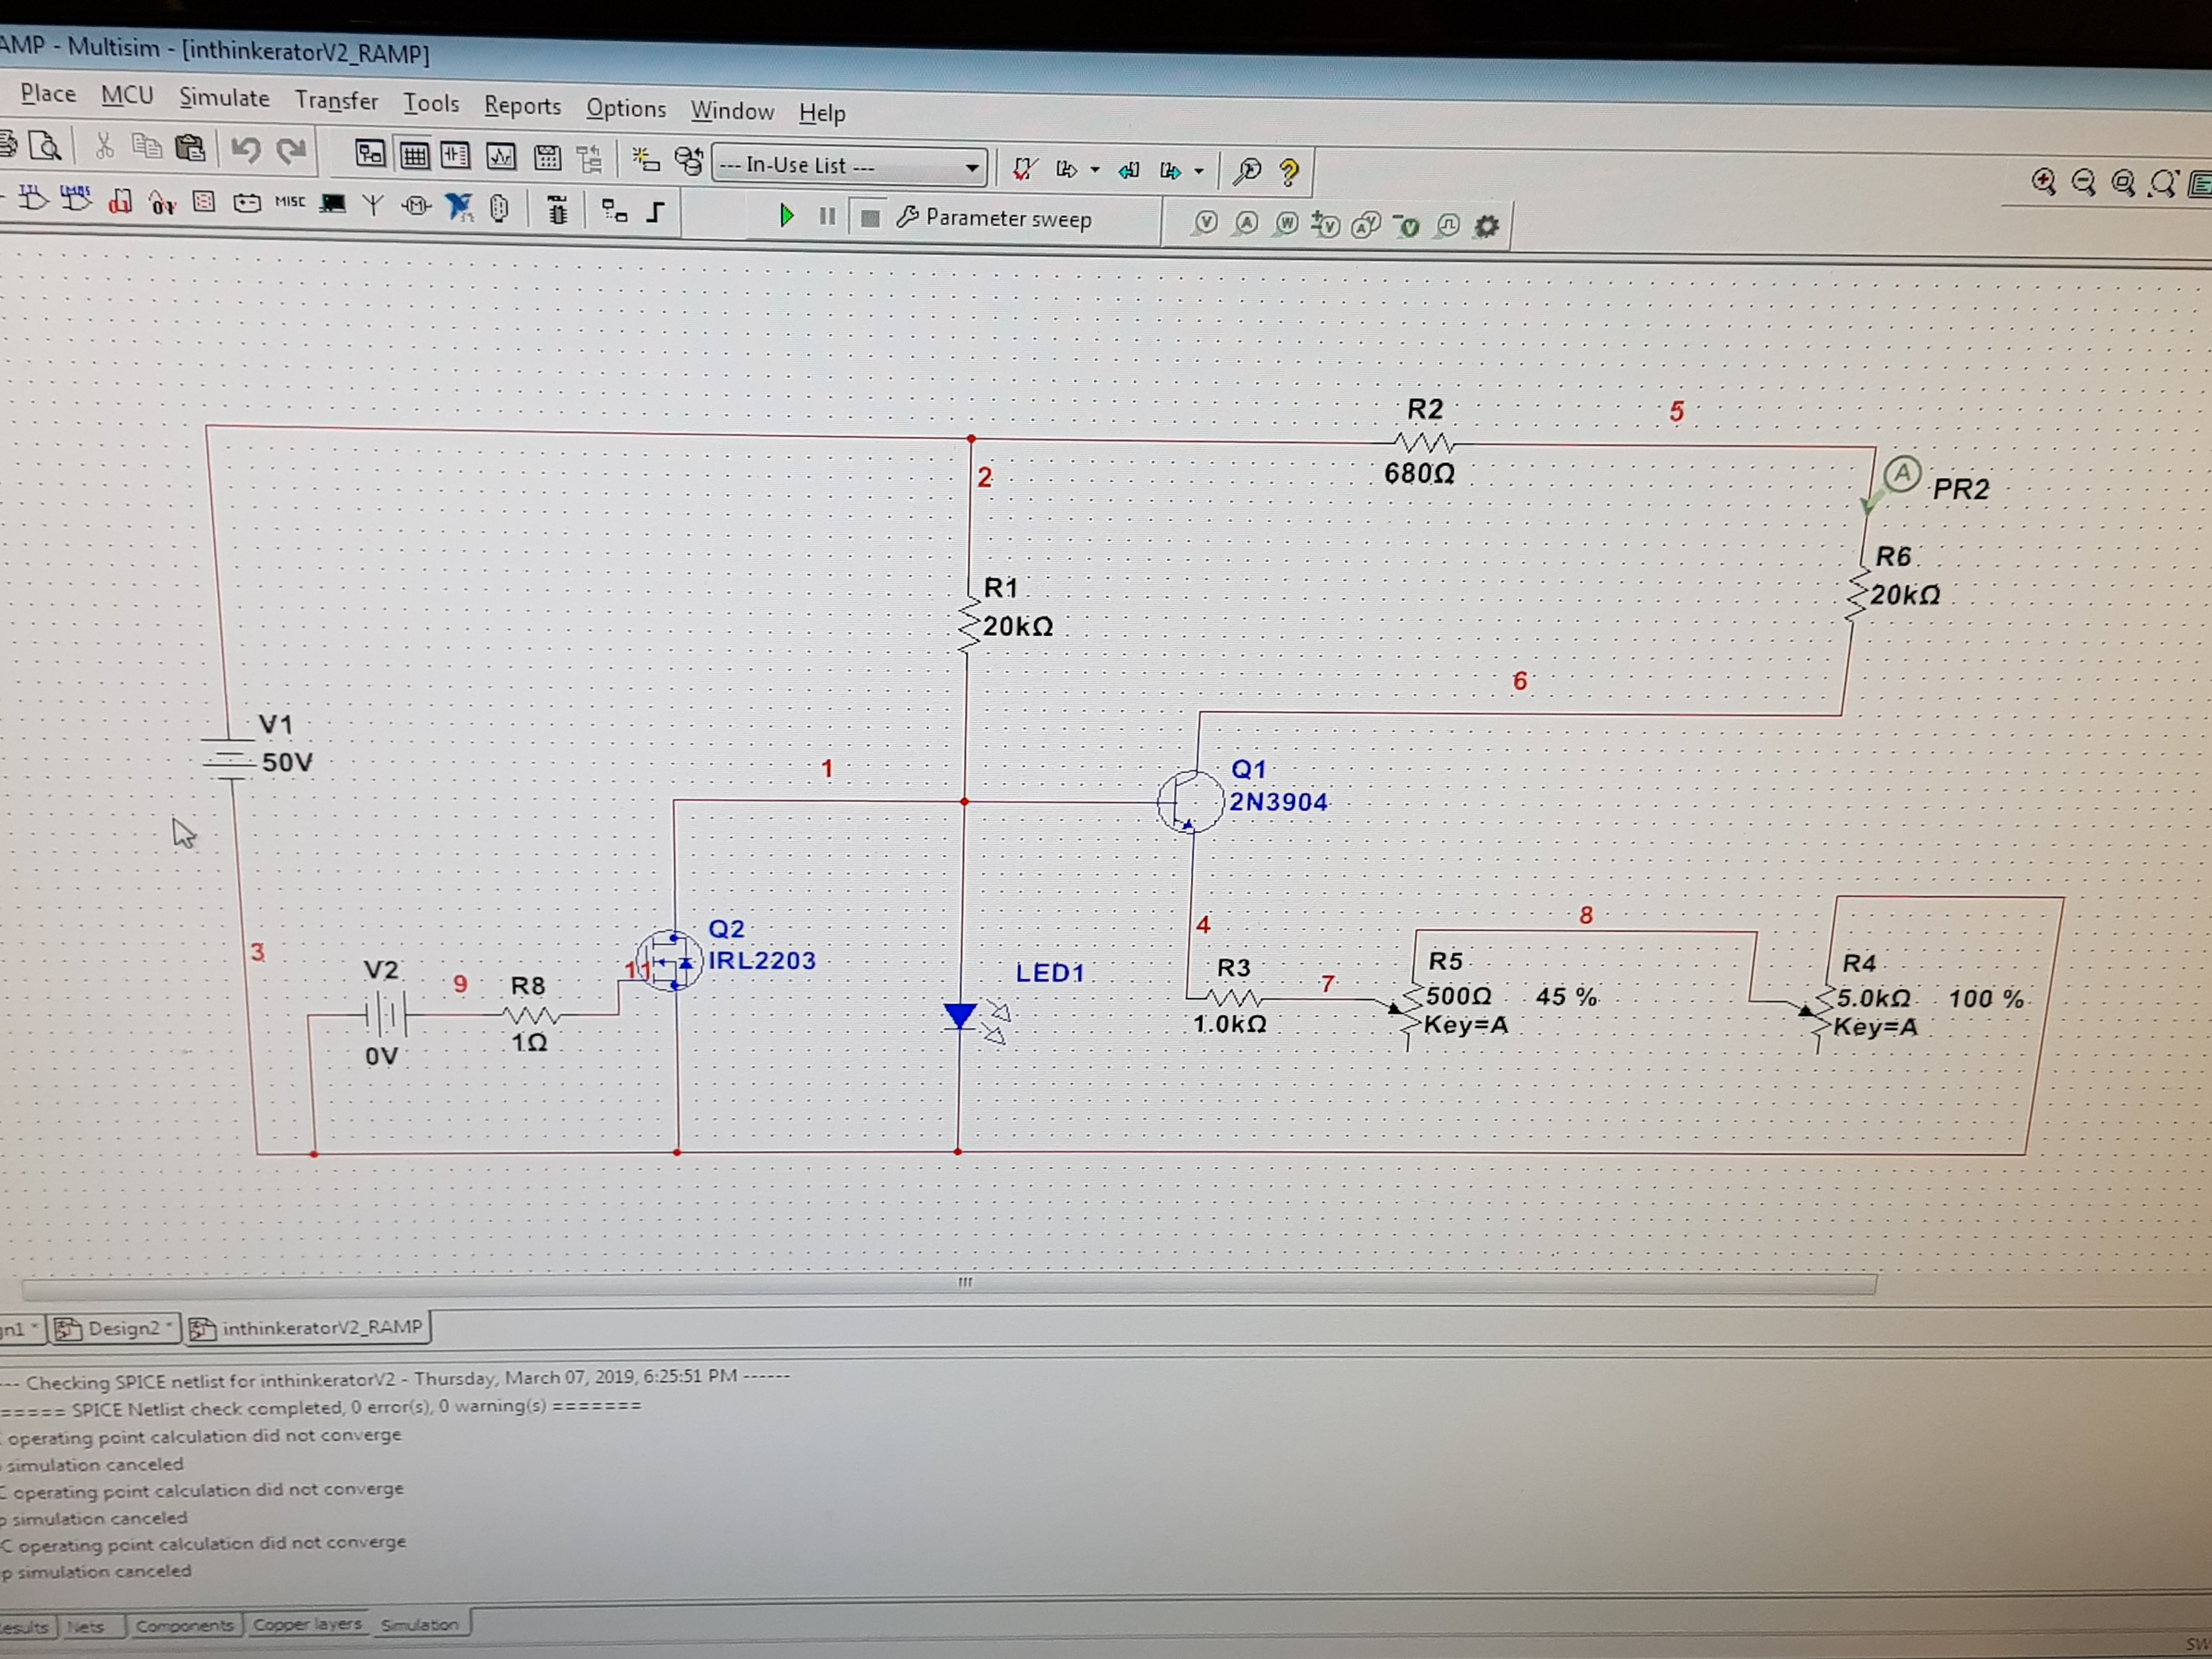 AMP - Multisim - [inthinkeratorV2_RAMP]
Place MCU Simulate Transfer Tools Reports Options Window Help
--- In-Use List ---
MISC
Parameter sweep
R2
5
680Ω
2
A
PR2
R6
20kΩ
R1
20kΩ
6
V1
50V
1
Q1
2N3904
3
Q2
IRL2203
11
V2
9
R8
0V
1Ω
LED1
4
R3
7
1.0kΩ
8
R5
500Ω 45 %
Key=A
R4
5.0kΩ 100 %
Key=A
gn1 * Design2 * inthinkeratorV2_RAMP
--- Checking SPICE netlist for inthinkeratorV2 - Thursday, March 07, 2019, 6:25:51 PM ------
===== SPICE Netlist check completed, 0 error(s), 0 warning(s) =======
operating point calculation did not converge
simulation canceled
C operating point calculation did not converge
p simulation canceled
C operating point calculation did not converge
p simulation canceled
esults Nets Components Copper layers Simulation